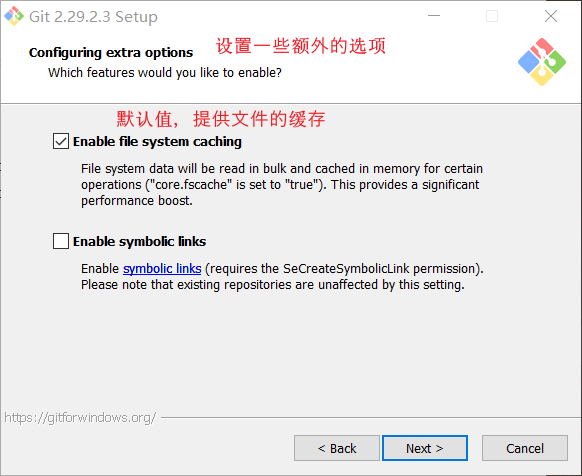 Git 2.29.2.3 Setup
Configuring extra options
设置一些额外的选项
Which features would you like to enable?
默认值，提供文件的缓存
Enable file system caching
File system data will be read in bulk and cached in memory for certain
operations ("core.fscache" is set to "true"). This provides a significant
performance boost.
Enable symbolic links
Enable symbolic links (requires the SeCreateSymbolicLink permission).
Please note that existing repositories are unaffected by this setting.
https://gitforwindows.org/
< Back
Next >
Cancel